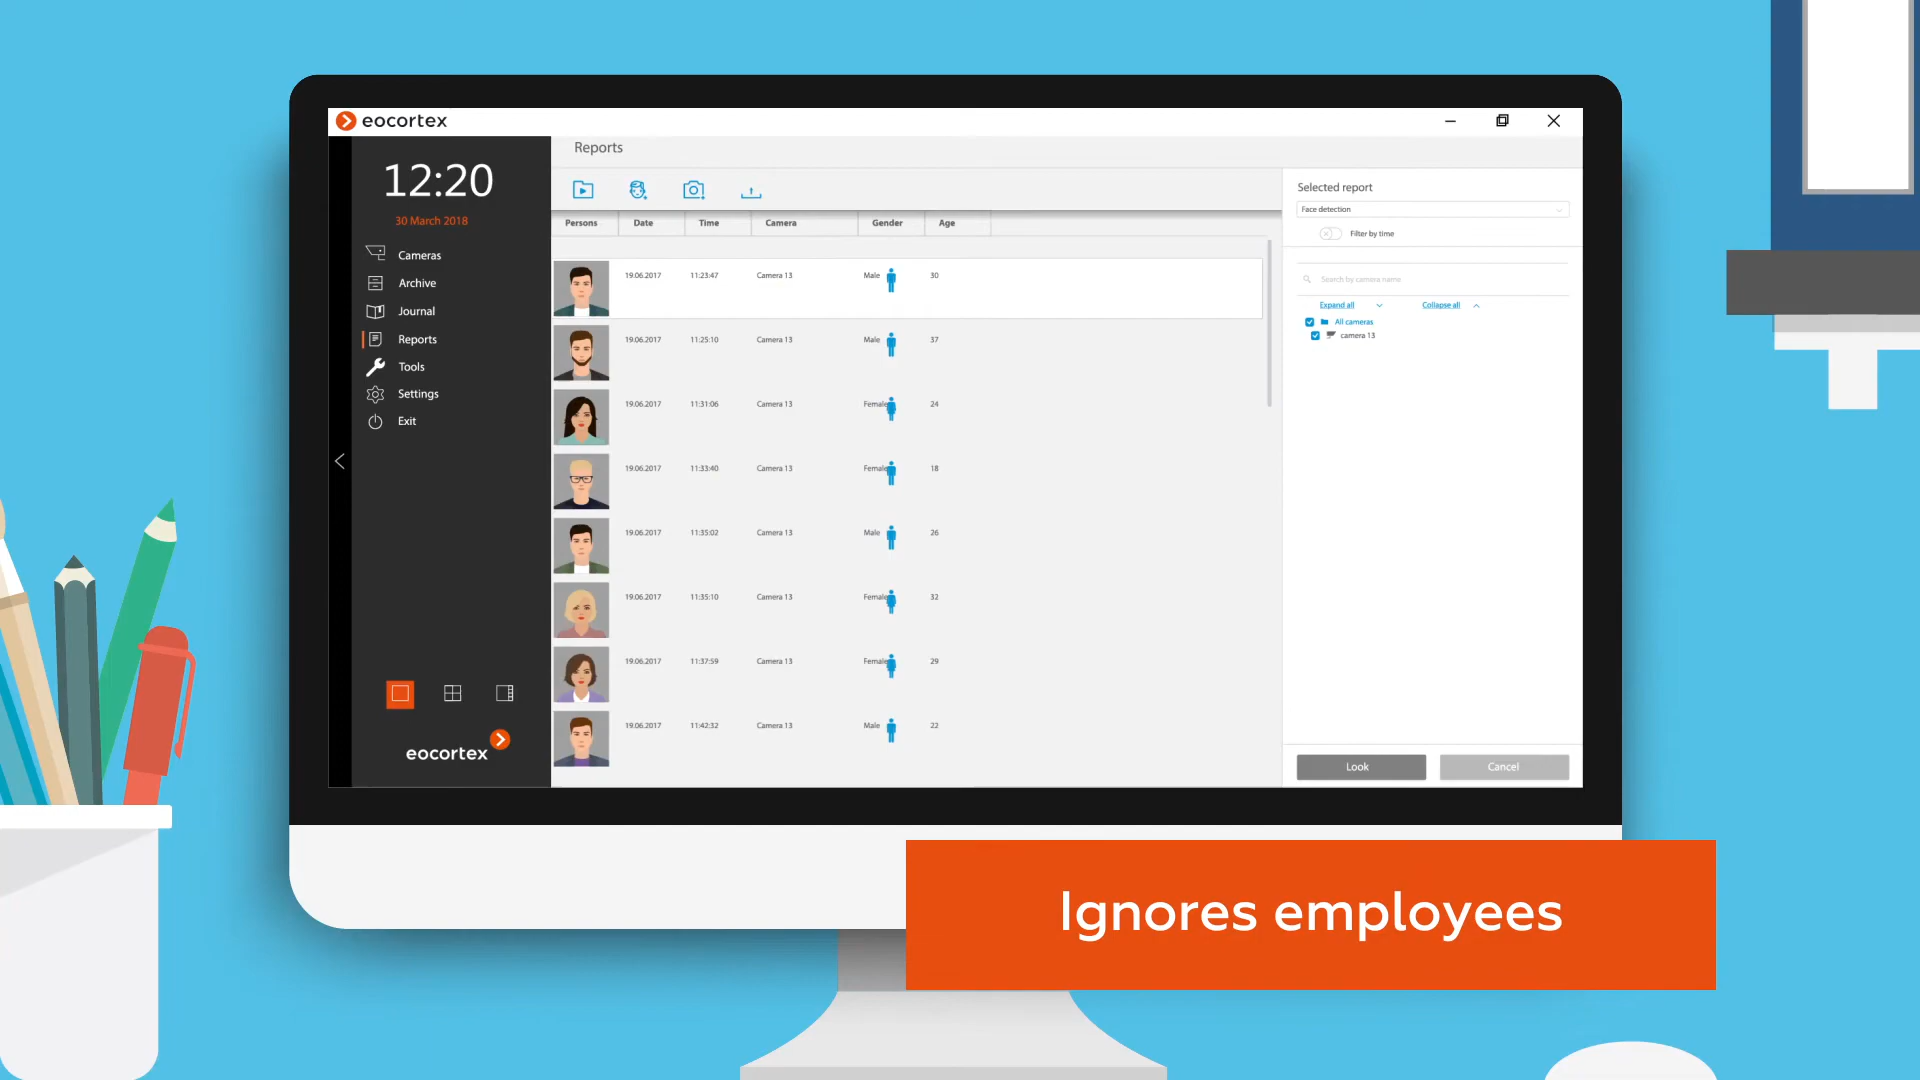 eocortex
12:20
30 March 2018
Cameras
Archive
Journal
Reports
Tools
Settings
Exit
eocortex
Reports
Persons Date Time Camera Gender Age
19.06.2017 11:23:47 Camera 13 Male 30
19.06.2017 11:25:10 Camera 13 Male 37
19.06.2017 11:31:06 Camera 13 Female 24
19.06.2017 11:33:40 Camera 13 Female 18
19.06.2017 11:35:02 Camera 13 Male 26
19.06.2017 11:35:10 Camera 13 Female 32
19.06.2017 11:37:59 Camera 13 Female 29
19.06.2017 11:42:32 Camera 13 Male 22
Selected report
Face detection
Filter by time
Search by camera name
Expand all Collapse all
All cameras
camera 13
Look Cancel
Ignores employees